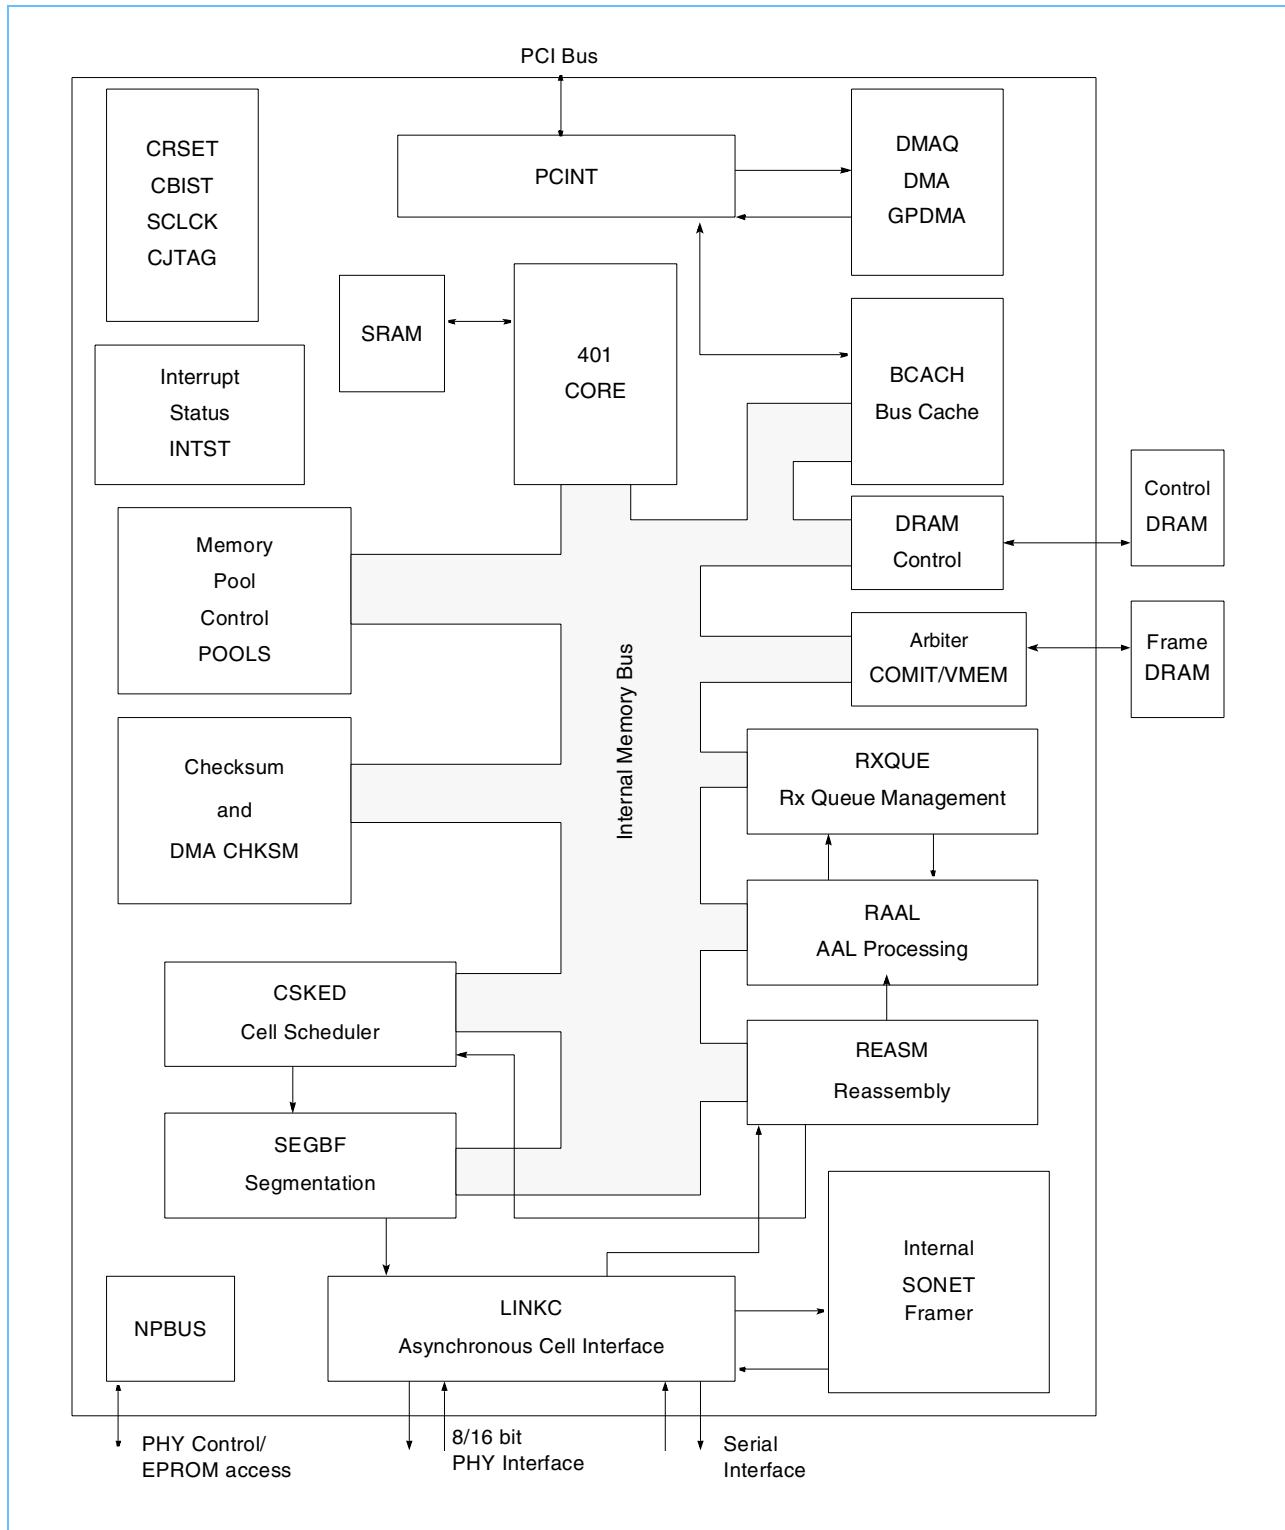 PCI Bus
CRSET
CBIST
SCLCK
CJTAG
PCINT
DMAQ
DMA
GPDMA
SRAM
401
CORE
BCACH
Bus Cache
Interrupt
Status
INTST
Control
DRAM
DRAM
Control
Memory
Pool
Control
POOLS
Arbiter
COMIT/VMEM
Frame
DRAM
Internal Memory Bus
Checksum
and
DMA CHKSM
RXQUE
Rx Queue Management
RAAL
AAL Processing
CSKED
Cell Scheduler
REASM
Reassembly
SEGBF
Segmentation
Internal
SONET
Framer
NPBUS
LINKC
Asynchronous Cell Interface
PHY Control/
EPROM access
8/16 bit
PHY Interface
Serial
Interface